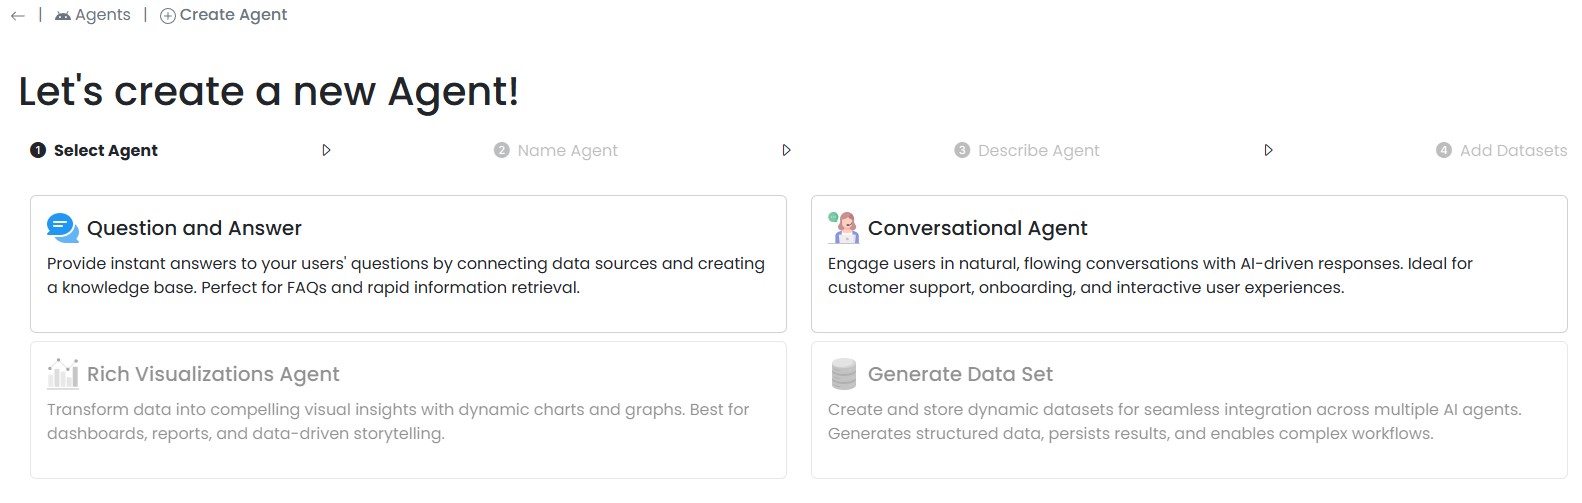 ← | Agents | Create Agent
Let's create a new Agent!
1 Select Agent 2 Name Agent 3 Describe Agent 4 Add Datasets
Question and Answer
Provide instant answers to your users' questions by connecting data sources and creating
a knowledge base. Perfect for FAQs and rapid information retrieval.
Conversational Agent
Engage users in natural, flowing conversations with AI-driven responses. Ideal for
customer support, onboarding, and interactive user experiences.
Rich Visualizations Agent
Transform data into compelling visual insights with dynamic charts and graphs. Best for
dashboards, reports, and data-driven storytelling.
Generate Data Set
Create and store dynamic datasets for seamless integration across multiple AI agents.
Generates structured data, persists results, and enables complex workflows.